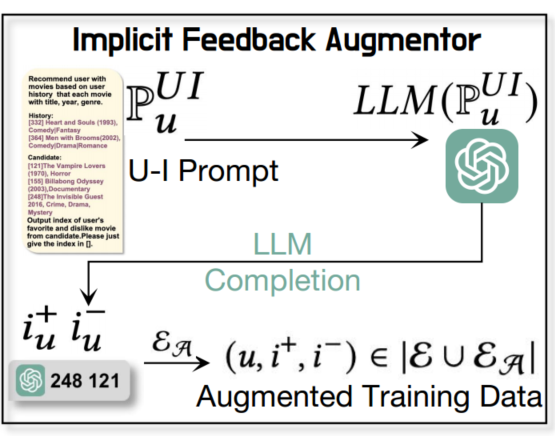 Implicit Feedback Augmentor
Recommend user with
movies based on user
history that each movie
with title, year, genre.
History:
[332] Heart and Souls (1993),
Comedy|Fantasy
[364] Men with Brooms(2002),
Comedy|Drama|Romance
Candidate:
[121]The Vampire Lovers
(1970), Horror
[155] Billabong Odyssey
(2003),Documentary
[248]The Invisible Guest
2016, Crime, Drama,
Mystery
Output index of user's
favorite and dislike movie
from candidate.Please just
give the index in [].
ℙ_u^{UI}
U-I Prompt
LLM(ℙ_u^{UI})
LLM
Completion
i_u^+ i_u^-
248 121
ℰ_𝒜
(u, i^+, i^-) ∈ |ℰ ∪ ℰ_𝒜|
Augmented Training Data